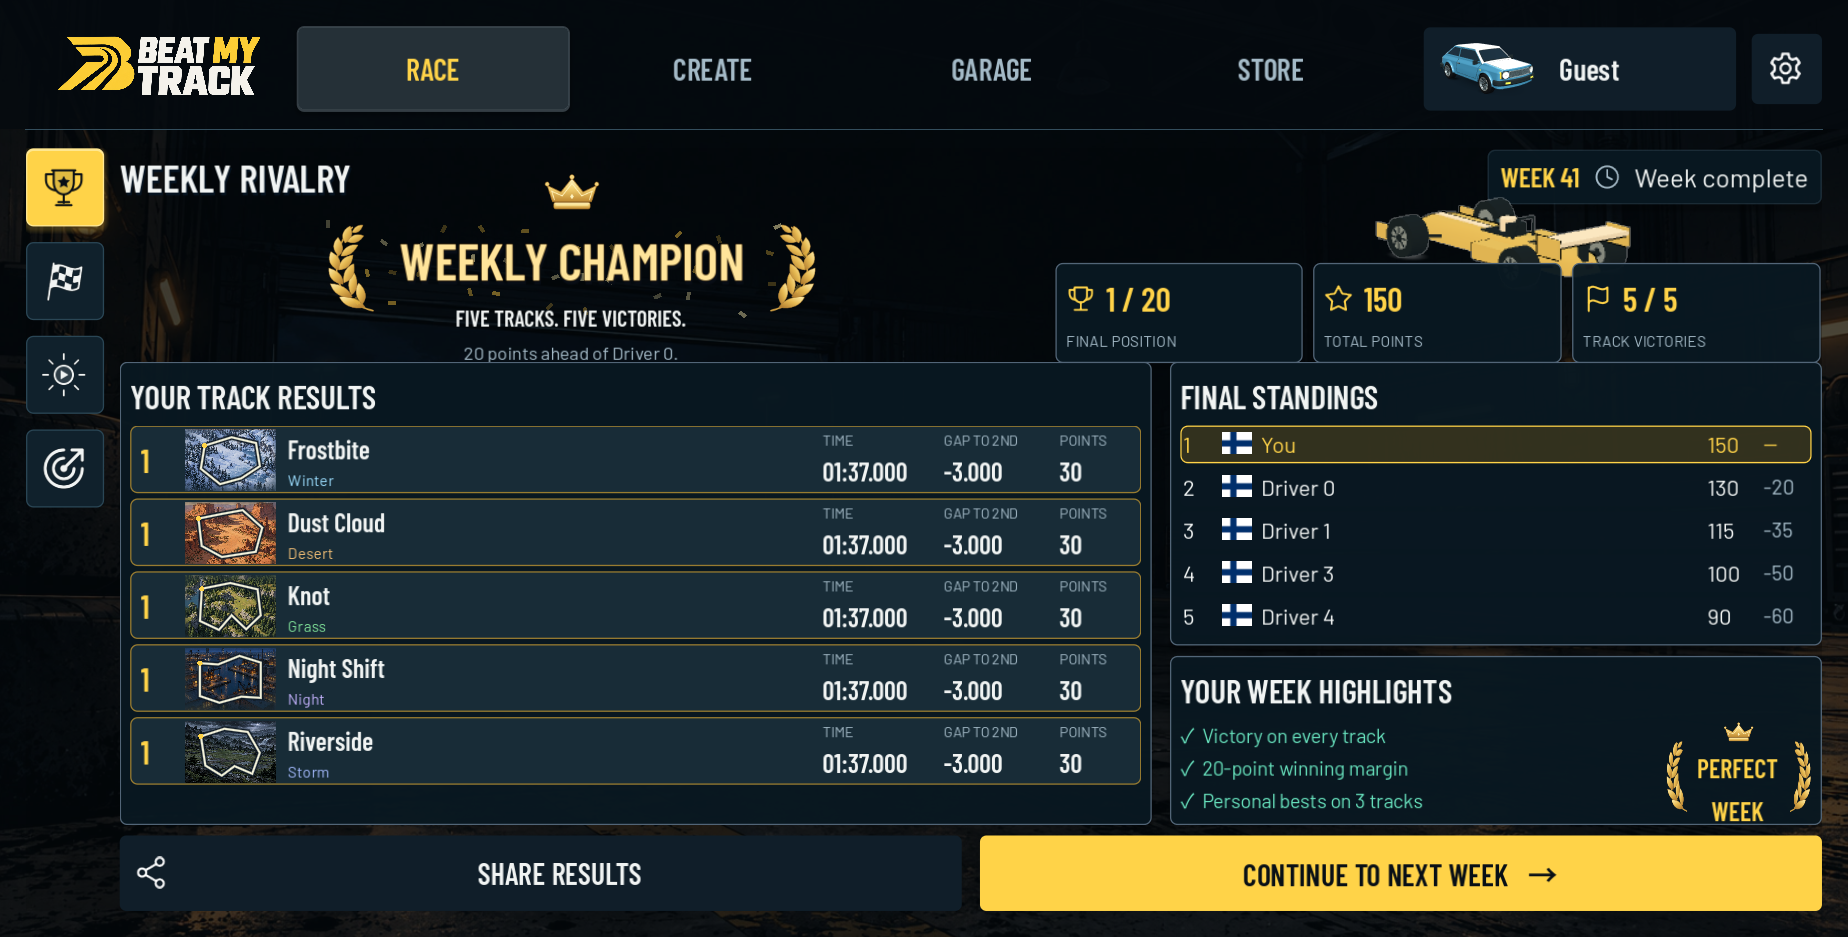 BEAT MY TRACK
RACE
CREATE
GARAGE
STORE
Guest
WEEKLY RIVALRY
WEEK 41 Week complete
WEEKLY CHAMPION
FIVE TRACKS. FIVE VICTORIES.
20 points ahead of Driver 0.
1 / 20
FINAL POSITION
150
TOTAL POINTS
5 / 5
TRACK VICTORIES
YOUR TRACK RESULTS
1 Frostbite
Winter
TIME GAP TO 2ND POINTS
01:37.000 -3.000 30
1 Dust Cloud
Desert
TIME GAP TO 2ND POINTS
01:37.000 -3.000 30
1 Knot
Grass
TIME GAP TO 2ND POINTS
01:37.000 -3.000 30
1 Night Shift
Night
TIME GAP TO 2ND POINTS
01:37.000 -3.000 30
1 Riverside
Storm
TIME GAP TO 2ND POINTS
01:37.000 -3.000 30
FINAL STANDINGS
1 You 150 –
2 Driver 0 130 -20
3 Driver 1 115 -35
4 Driver 3 100 -50
5 Driver 4 90 -60
YOUR WEEK HIGHLIGHTS
✓ Victory on every track
✓ 20-point winning margin
✓ Personal bests on 3 tracks
PERFECT
WEEK
SHARE RESULTS
CONTINUE TO NEXT WEEK →